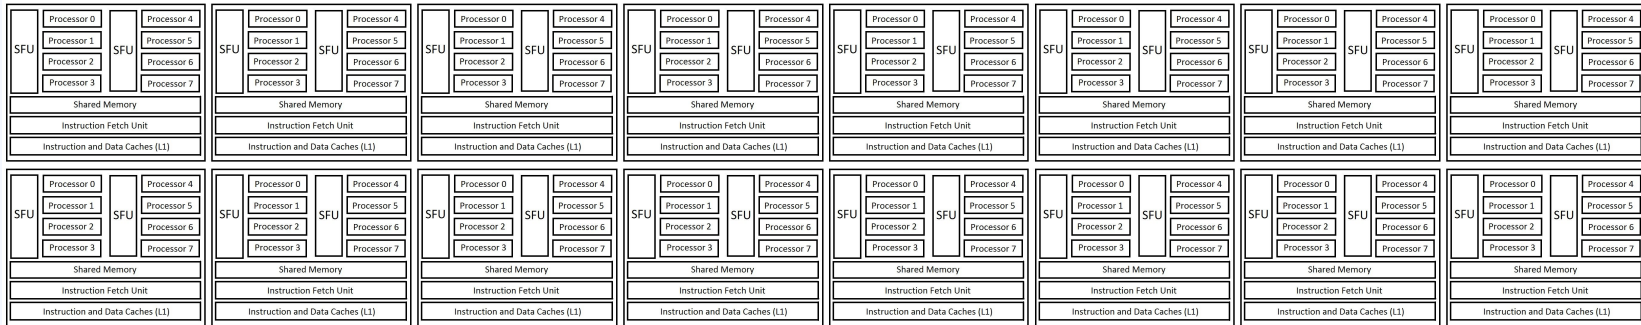 SFU Processor 0 Processor 1 Processor 2 Processor 3 SFU Processor 4 Processor 5 Processor 6 Processor 7
Shared Memory
Instruction Fetch Unit
Instruction and Data Caches (L1)
SFU Processor 0 Processor 1 Processor 2 Processor 3 SFU Processor 4 Processor 5 Processor 6 Processor 7
Shared Memory
Instruction Fetch Unit
Instruction and Data Caches (L1)
SFU Processor 0 Processor 1 Processor 2 Processor 3 SFU Processor 4 Processor 5 Processor 6 Processor 7
Shared Memory
Instruction Fetch Unit
Instruction and Data Caches (L1)
SFU Processor 0 Processor 1 Processor 2 Processor 3 SFU Processor 4 Processor 5 Processor 6 Processor 7
Shared Memory
Instruction Fetch Unit
Instruction and Data Caches (L1)
SFU Processor 0 Processor 1 Processor 2 Processor 3 SFU Processor 4 Processor 5 Processor 6 Processor 7
Shared Memory
Instruction Fetch Unit
Instruction and Data Caches (L1)
SFU Processor 0 Processor 1 Processor 2 Processor 3 SFU Processor 4 Processor 5 Processor 6 Processor 7
Shared Memory
Instruction Fetch Unit
Instruction and Data Caches (L1)
SFU Processor 0 Processor 1 Processor 2 Processor 3 SFU Processor 4 Processor 5 Processor 6 Processor 7
Shared Memory
Instruction Fetch Unit
Instruction and Data Caches (L1)
SFU Processor 0 Processor 1 Processor 2 Processor 3 SFU Processor 4 Processor 5 Processor 6 Processor 7
Shared Memory
Instruction Fetch Unit
Instruction and Data Caches (L1)
SFU Processor 0 Processor 1 Processor 2 Processor 3 SFU Processor 4 Processor 5 Processor 6 Processor 7
Shared Memory
Instruction Fetch Unit
Instruction and Data Caches (L1)
SFU Processor 0 Processor 1 Processor 2 Processor 3 SFU Processor 4 Processor 5 Processor 6 Processor 7
Shared Memory
Instruction Fetch Unit
Instruction and Data Caches (L1)
SFU Processor 0 Processor 1 Processor 2 Processor 3 SFU Processor 4 Processor 5 Processor 6 Processor 7
Shared Memory
Instruction Fetch Unit
Instruction and Data Caches (L1)
SFU Processor 0 Processor 1 Processor 2 Processor 3 SFU Processor 4 Processor 5 Processor 6 Processor 7
Shared Memory
Instruction Fetch Unit
Instruction and Data Caches (L1)
SFU Processor 0 Processor 1 Processor 2 Processor 3 SFU Processor 4 Processor 5 Processor 6 Processor 7
Shared Memory
Instruction Fetch Unit
Instruction and Data Caches (L1)
SFU Processor 0 Processor 1 Processor 2 Processor 3 SFU Processor 4 Processor 5 Processor 6 Processor 7
Shared Memory
Instruction Fetch Unit
Instruction and Data Caches (L1)
SFU Processor 0 Processor 1 Processor 2 Processor 3 SFU Processor 4 Processor 5 Processor 6 Processor 7
Shared Memory
Instruction Fetch Unit
Instruction and Data Caches (L1)
SFU Processor 0 Processor 1 Processor 2 Processor 3 SFU Processor 4 Processor 5 Processor 6 Processor 7
Shared Memory
Instruction Fetch Unit
Instruction and Data Caches (L1)